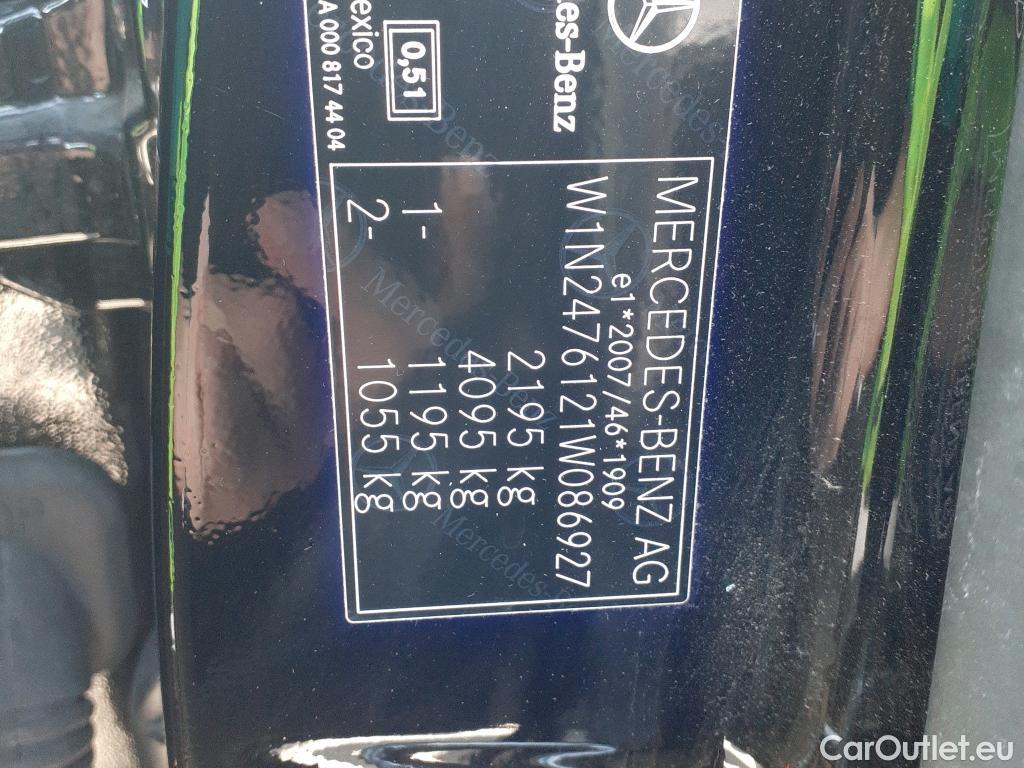 les-Benz
0,51
exico
A 000 817 44 04
MERCEDES-BENZ AG
e1*2007/46*1909
W1N2476121W086927
2195 kg
4095 kg
1- 1195 kg
2- 1055 kg
CarOutlet.eu